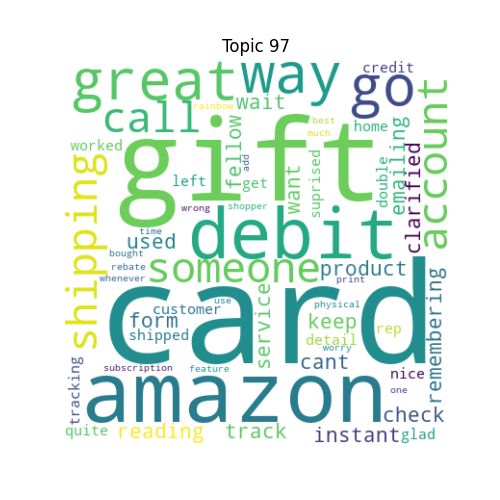 Topic 97
great way go credit
rainbow wait
call account
best much
worked gift home
fellow add double emailing clarified
left get want suprised
shipping wrong shopper
time used debit
bought someone product
rebate whenever print
card
customer use physical
form service keep rep
shipped detail worry remembering
tracking cant
subscription feature nice one
amazon check
quite reading track instant glad